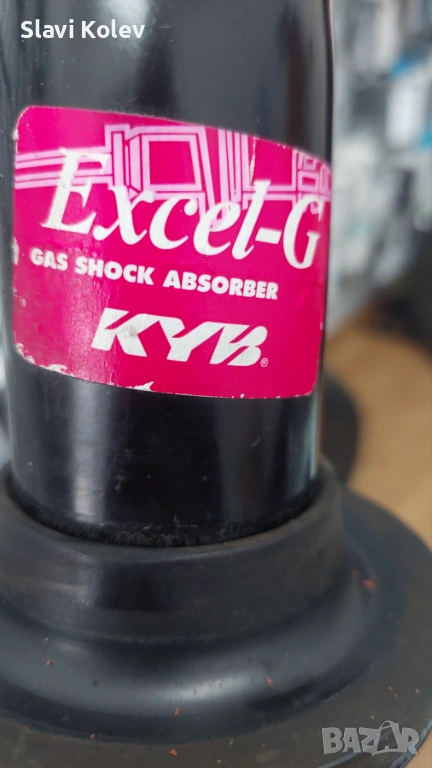 Slavi Kolev
Excel-G
GAS SHOCK ABSORBER
KYB®
BAZAR